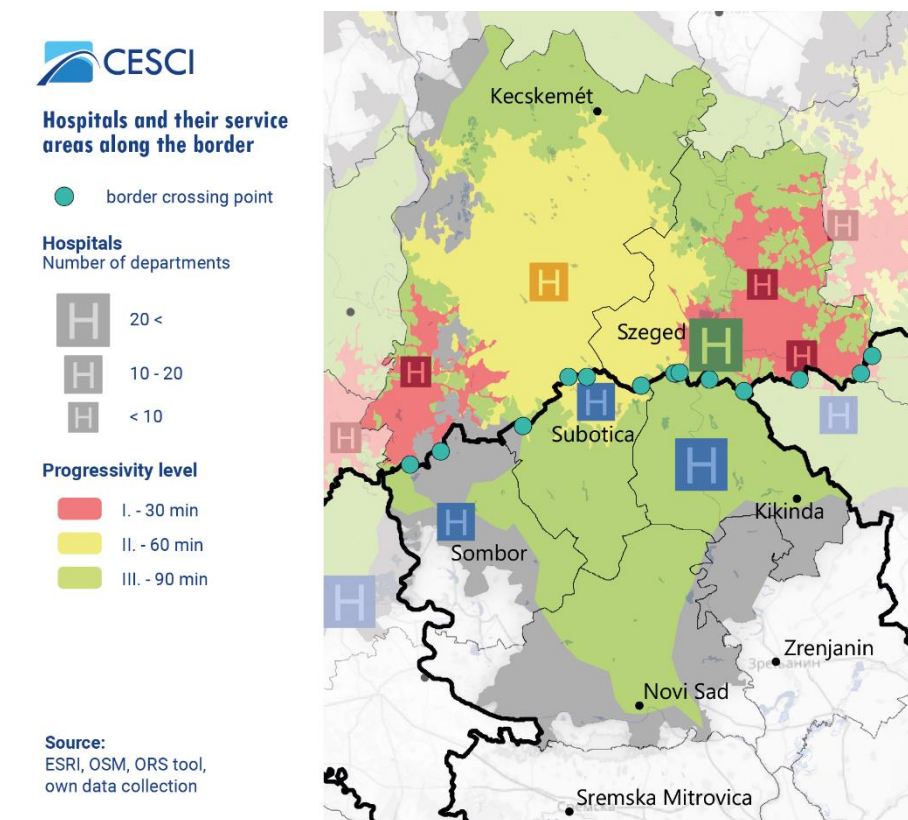 CESCI
Hospitals and their service
areas along the border
border crossing point
Hospitals
Number of departments
H
20 <
H
10 - 20
H
< 10
Progressivity level
I. - 30 min
II. - 60 min
III. - 90 min
Source:
ESRI, OSM, ORS tool,
own data collection
Kecskemét
H
H
H
Szeged
H
H
H
H
H
Subotica
H
Kikinda
H
Sombor
H
Zrenjanin
Зрењанин
Novi Sad
Sremska Mitrovica